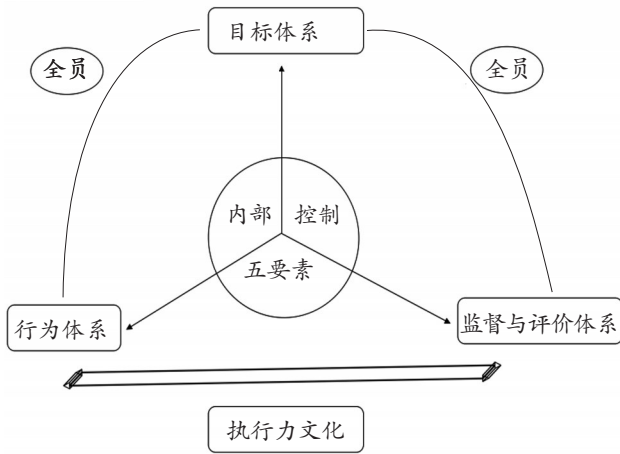 目标体系
全员
全员
内部 控制
五要素
行为体系
监督与评价体系
执行力文化